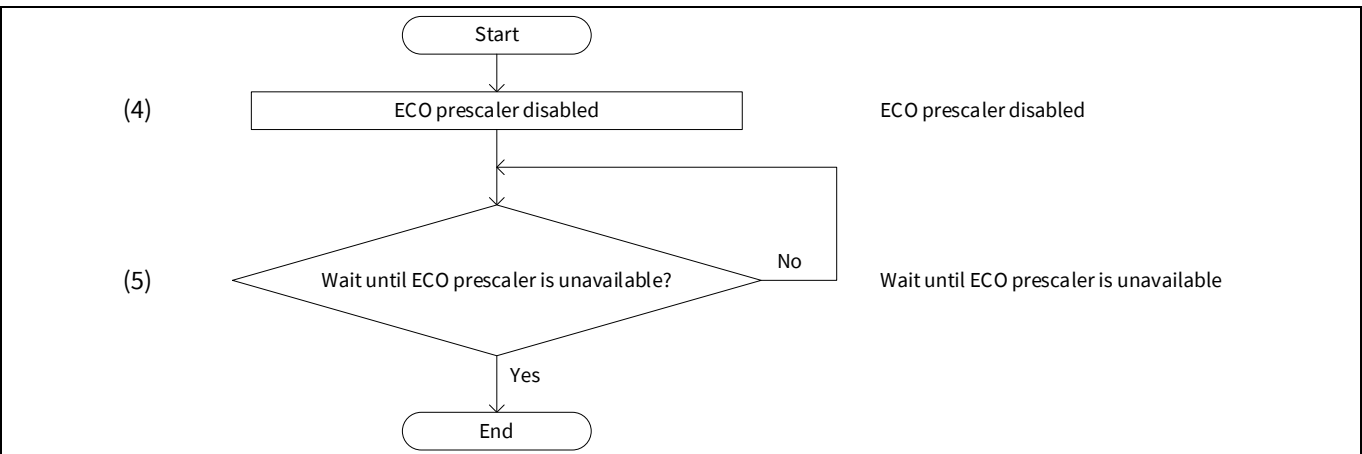 Start
(4)
ECO prescaler disabled
ECO prescaler disabled
No
(5)
Wait until ECO prescaler is unavailable?
Wait until ECO prescaler is unavailable
Yes
End